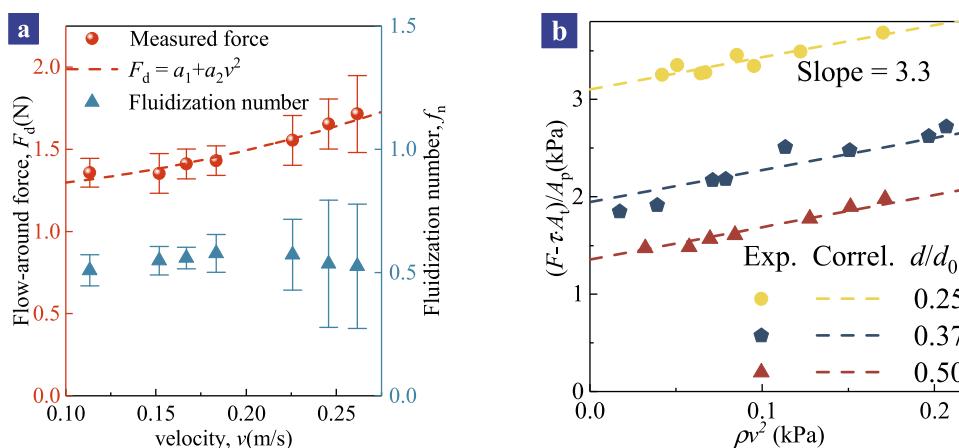 a
Measured force
F_d = a_1+a_2v^2
Fluidization number
2.0
1.5
1.0
0.5
0.0
Flow-around force, F_d(N)
1.5
1.0
0.5
0.0
Fluidization number, f_n
0.10
0.15
0.20
0.25
velocity, v(m/s)
b
Slope = 3.3
3
2
1
0
(F-τ·A_t)/A_p(kPa)
Exp. Correl. d/d_0
0.25
0.37
0.50
0.0
0.1
0.2
ρv^2 (kPa)